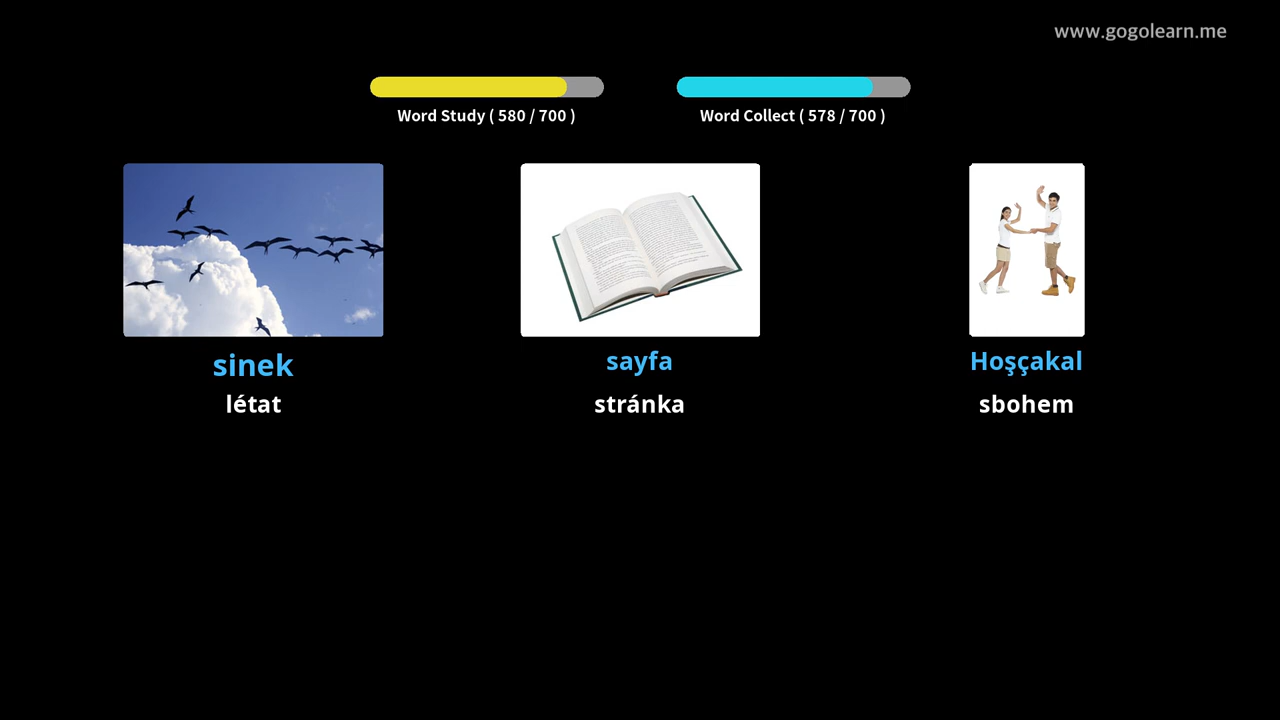 www.gogolearn.me
Word Study ( 580 / 700 )
Word Collect ( 578 / 700 )
sinek
sayfa
Hoşçakal
létat
stránka
sbohem